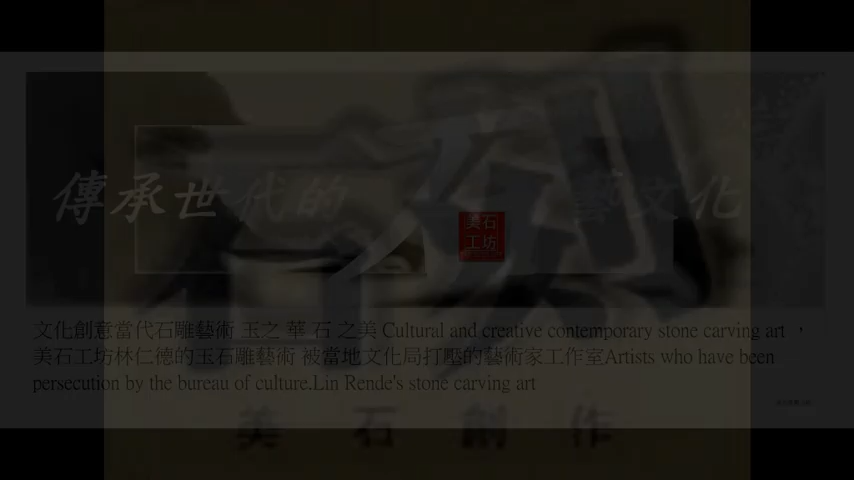 傳承世代的 藝文化
美石
工坊
文化創意當代石雕藝術 玉之 華 石 之美 Cultural and creative contemporary stone carving art ，
美石工坊林仁德的玉石雕藝術 被當地文化局打壓的藝術家工作室Artists who have been
persecution by the bureau of culture.Lin Rende's stone carving art
美 石 創 作